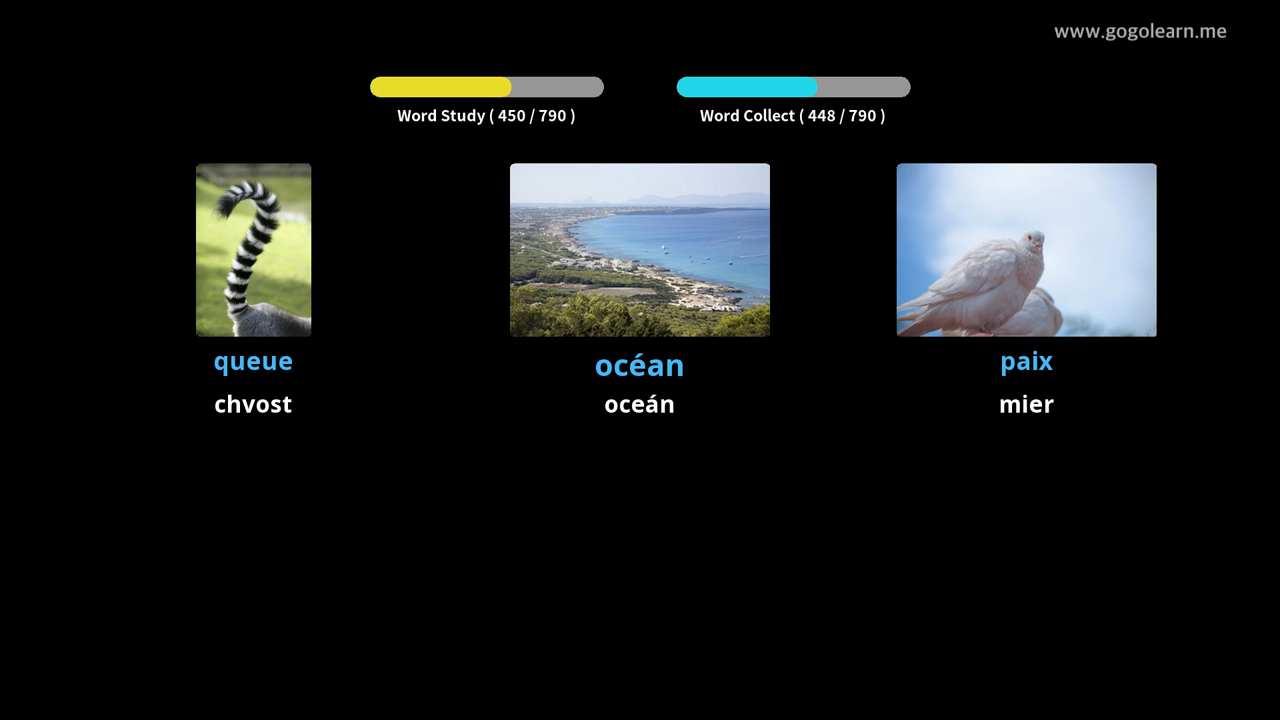 www.gogolearn.me
Word Study ( 450 / 790 )
Word Collect ( 448 / 790 )
queue
océan
paix
chvost
oceán
mier